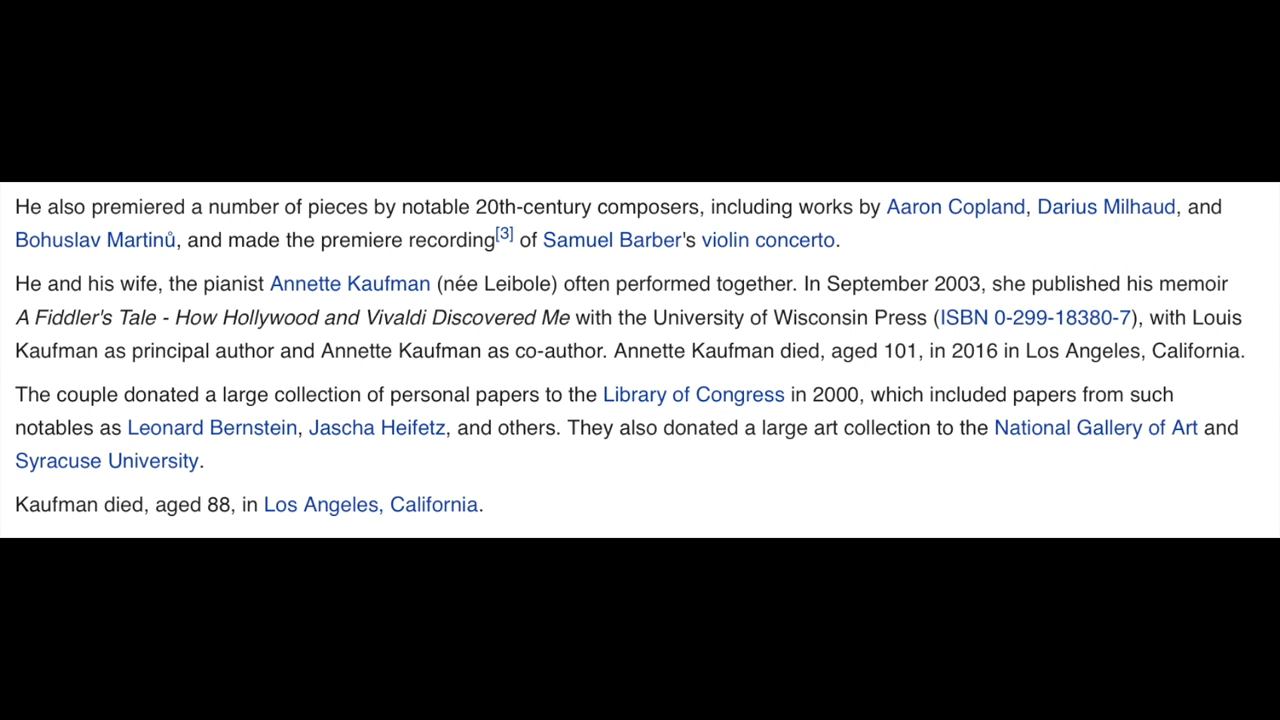 He also premiered a number of pieces by notable 20th-century composers, including works by Aaron Copland, Darius Milhaud, and
Bohuslav Martinů, and made the premiere recording[3] of Samuel Barber's violin concerto.
He and his wife, the pianist Annette Kaufman (née Leibole) often performed together. In September 2003, she published his memoir
A Fiddler's Tale - How Hollywood and Vivaldi Discovered Me with the University of Wisconsin Press (ISBN 0-299-18380-7), with Louis
Kaufman as principal author and Annette Kaufman as co-author. Annette Kaufman died, aged 101, in 2016 in Los Angeles, California.
The couple donated a large collection of personal papers to the Library of Congress in 2000, which included papers from such
notables as Leonard Bernstein, Jascha Heifetz, and others. They also donated a large art collection to the National Gallery of Art and
Syracuse University.
Kaufman died, aged 88, in Los Angeles, California.